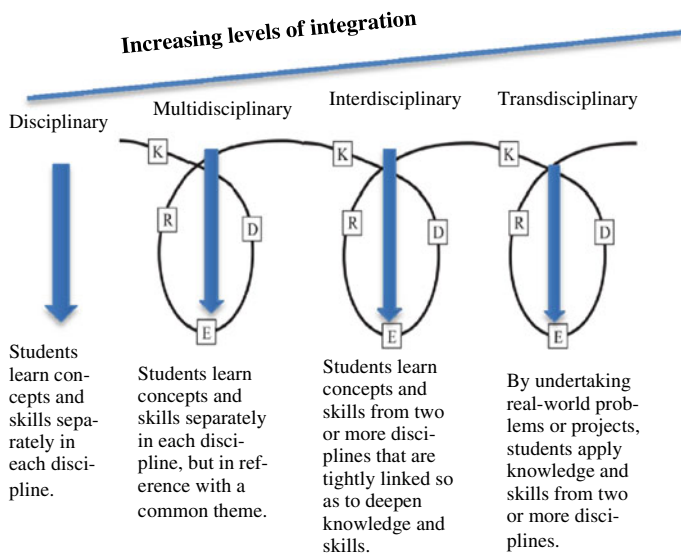 Increasing levels of integration
Disciplinary
Multidisciplinary
Interdisciplinary
Transdisciplinary
K
R
D
E
K
R
D
E
K
R
D
E
Students
learn con-
cepts and
skills sepa-
rately in
each disci-
pline.
Students learn
concepts and
skills separately
in each disci-
pline, but in ref-
erence with a
common theme.
Students learn
concepts and
skills from two
or more disci-
plines that are
tightly linked so
as to deepen
knowledge and
skills.
By undertaking
real-world prob-
lems or projects,
students apply
knowledge and
skills from two
or more disci-
plines.